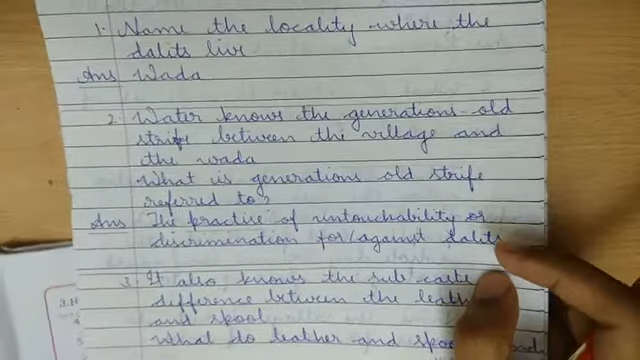 1. Name the locality where the
dalits live
Ans Wada
2. Water knows the generations-old
strife between the village and
the wada
What is generations old strife
referred to?
Ans The practise of untouchability or
discrimination for/against dalits
3. It also knows the sub-caste
difference between the
and spool
What do leather and